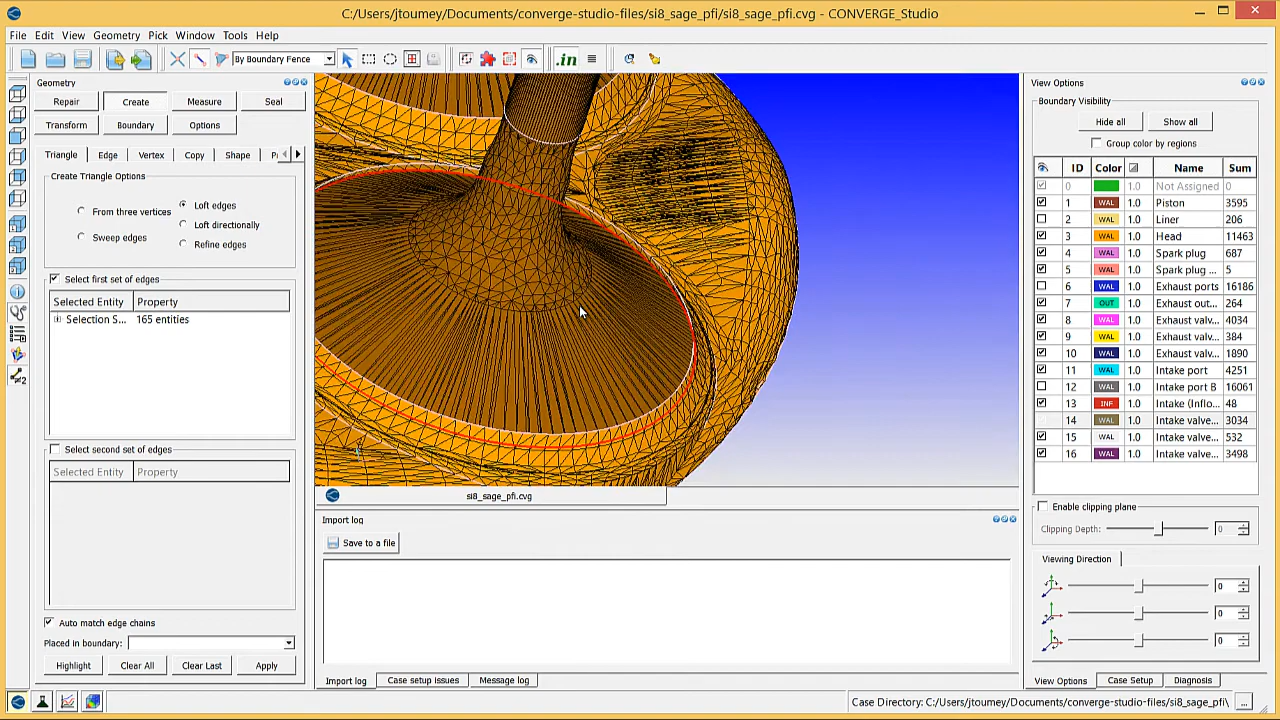 C:/Users/jtoumey/Documents/converge-studio-files/si8_sage_pfi/si8_sage_pfi.cvg - CONVERGE_Studio
File Edit View Geometry Pick Window Tools Help
By Boundary Fence
.in
Geometry
Repair Create Measure Seal
Transform Boundary Options
Triangle Edge Vertex Copy Shape P
Create Triangle Options
From three vertices
Sweep edges
Loft edges
Loft directionally
Refine edges
Select first set of edges
Selected Entity Property
Selection S... 165 entities
Select second set of edges
Selected Entity Property
Auto match edge chains
Placed in boundary:
Highlight Clear All Clear Last Apply
si8_sage_pfi.cvg
Import log
Save to a file
Import log Case setup issues Message log
View Options
Boundary Visibility
Hide all Show all
Group color by regions
ID Color Name Sum
0 1.0 Not Assigned 0
1 WAL 1.0 Piston 3595
2 WAL 1.0 Liner 206
3 WAL 1.0 Head 11463
4 WAL 1.0 Spark plug 687
5 WAL 1.0 Spark plug ... 5
6 WAL 1.0 Exhaust ports 16186
7 OUT 1.0 Exhaust out... 264
8 WAL 1.0 Exhaust valv... 4034
9 WAL 1.0 Exhaust valv... 384
10 WAL 1.0 Exhaust valv... 1890
11 WAL 1.0 Intake port 4251
12 WAL 1.0 Intake port B 16061
13 INF 1.0 Intake (Inflo... 48
14 WAL 1.0 Intake valve... 3034
15 WAL 1.0 Intake valve... 532
16 WAL 1.0 Intake valve... 3498
Enable clipping plane
Clipping Depth: 0
Viewing Direction
0
0
0
View Options Case Setup Diagnosis
Case Directory: C:/Users/jtoumey/Documents/converge-studio-files/si8_sage_pfi\ ...